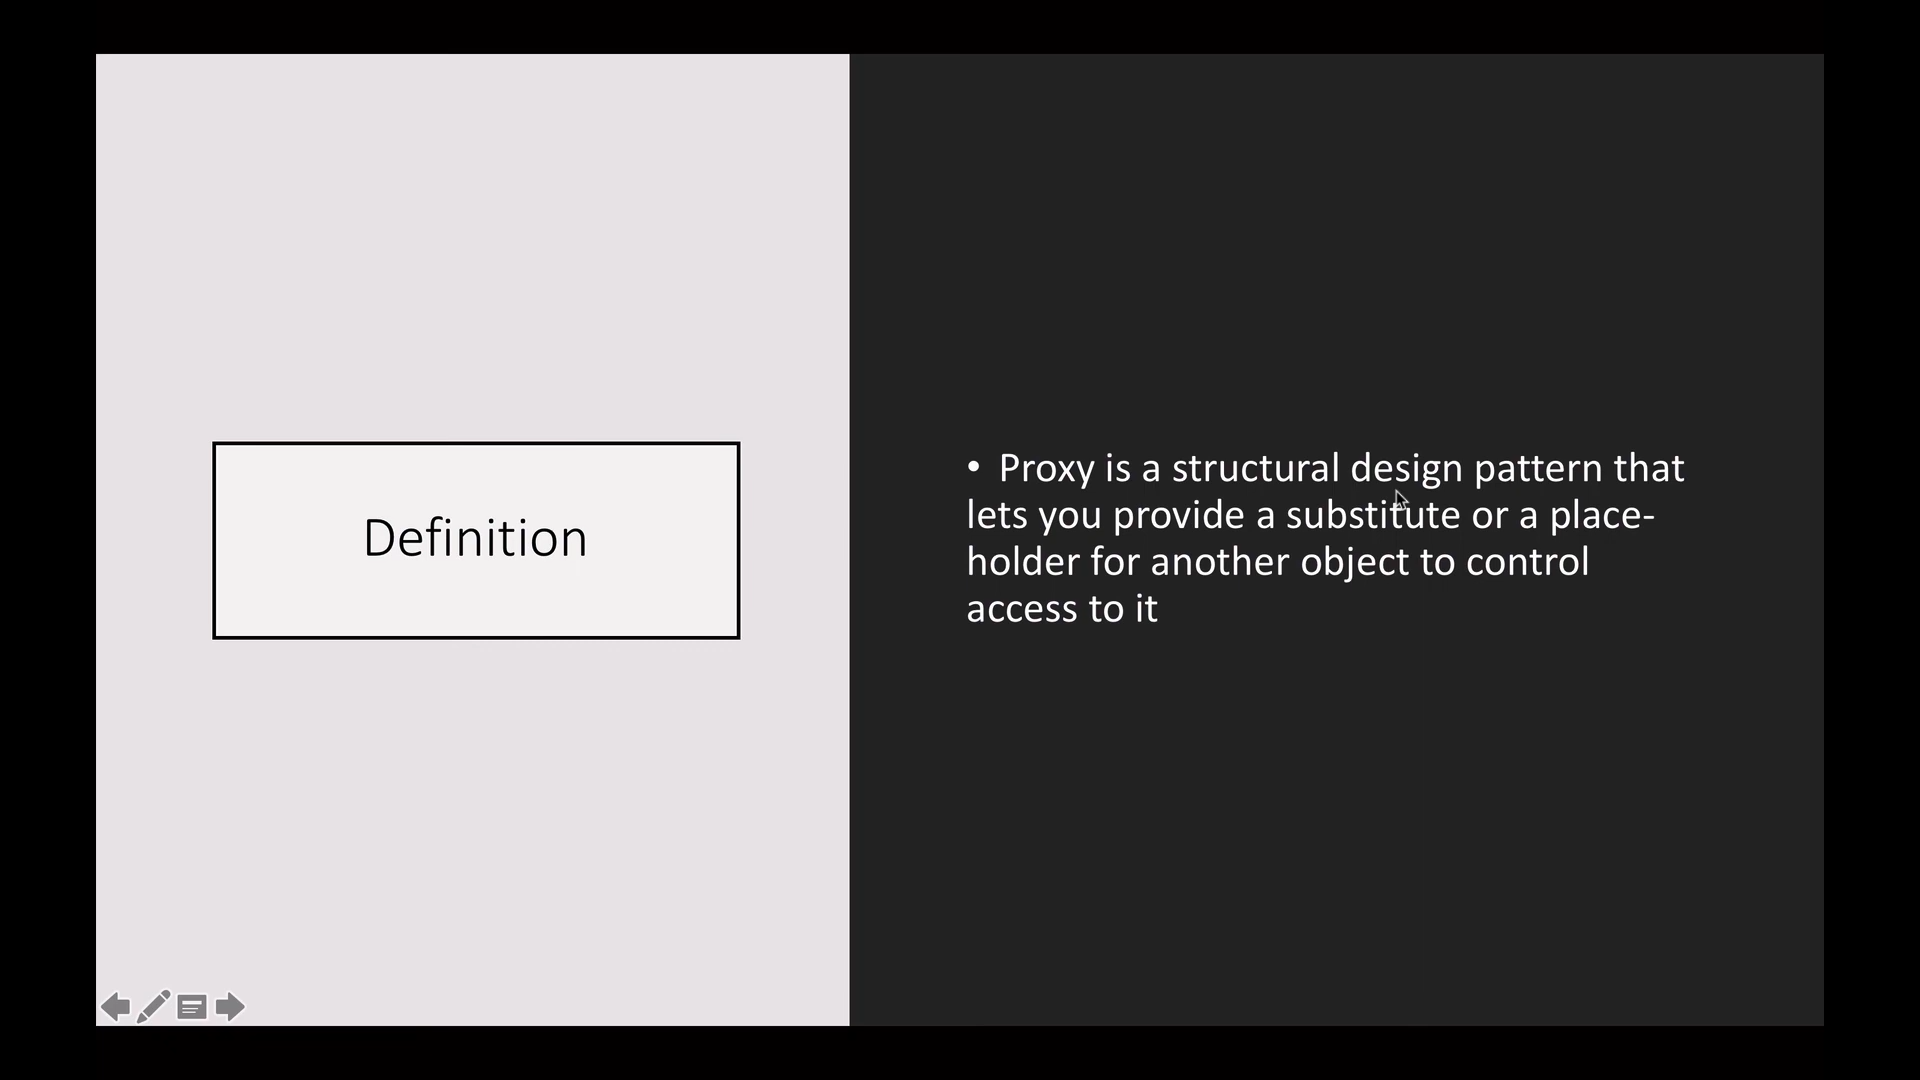 Definition
• Proxy is a structural design pattern that
lets you provide a substitute or a place-
holder for another object to control
access to it